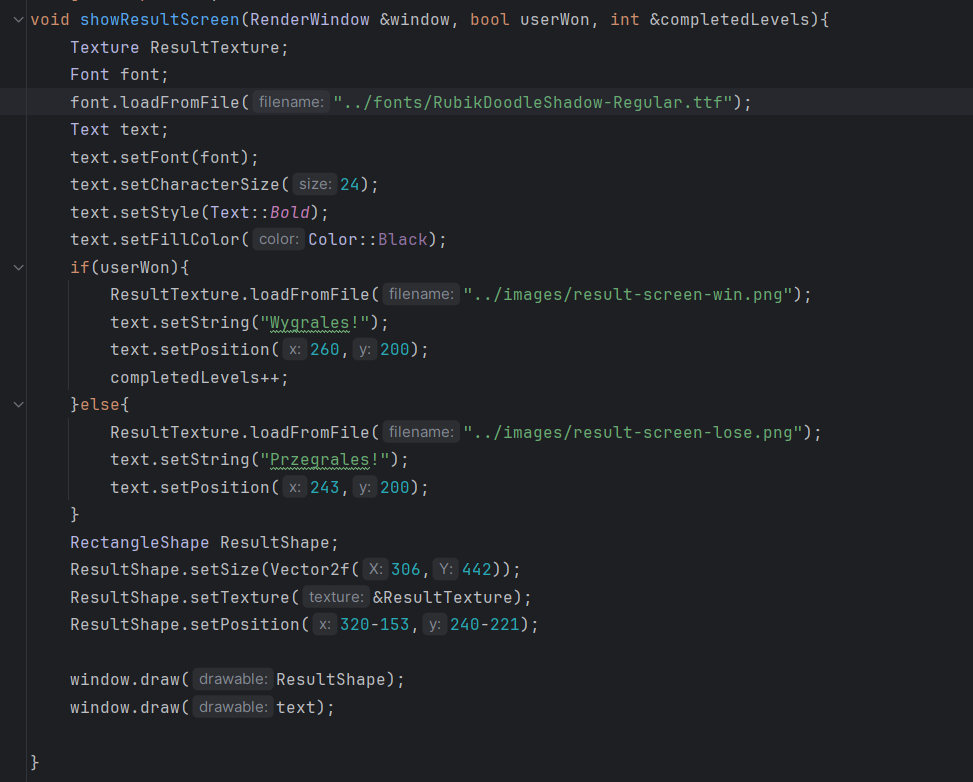 void showResultScreen(RenderWindow &window, bool userWon, int &completedLevels){
    Texture ResultTexture;
    Font font;
    font.loadFromFile( filename: "../fonts/RubikDoodleShadow-Regular.ttf");
    Text text;
    text.setFont(font);
    text.setCharacterSize( size: 24);
    text.setStyle(Text::Bold);
    text.setFillColor( color: Color::Black);
    if(userWon){
        ResultTexture.loadFromFile( filename: "../images/result-screen-win.png");
        text.setString("Wygrales!");
        text.setPosition( x: 260, y: 200);
        completedLevels++;
    }else{
        ResultTexture.loadFromFile( filename: "../images/result-screen-lose.png");
        text.setString("Przegrales!");
        text.setPosition( x: 243, y: 200);
    }
    RectangleShape ResultShape;
    ResultShape.setSize(Vector2f( X: 306, Y: 442));
    ResultShape.setTexture( texture: &ResultTexture);
    ResultShape.setPosition( x: 320-153, y: 240-221);

    window.draw( drawable: ResultShape);
    window.draw( drawable: text);

}